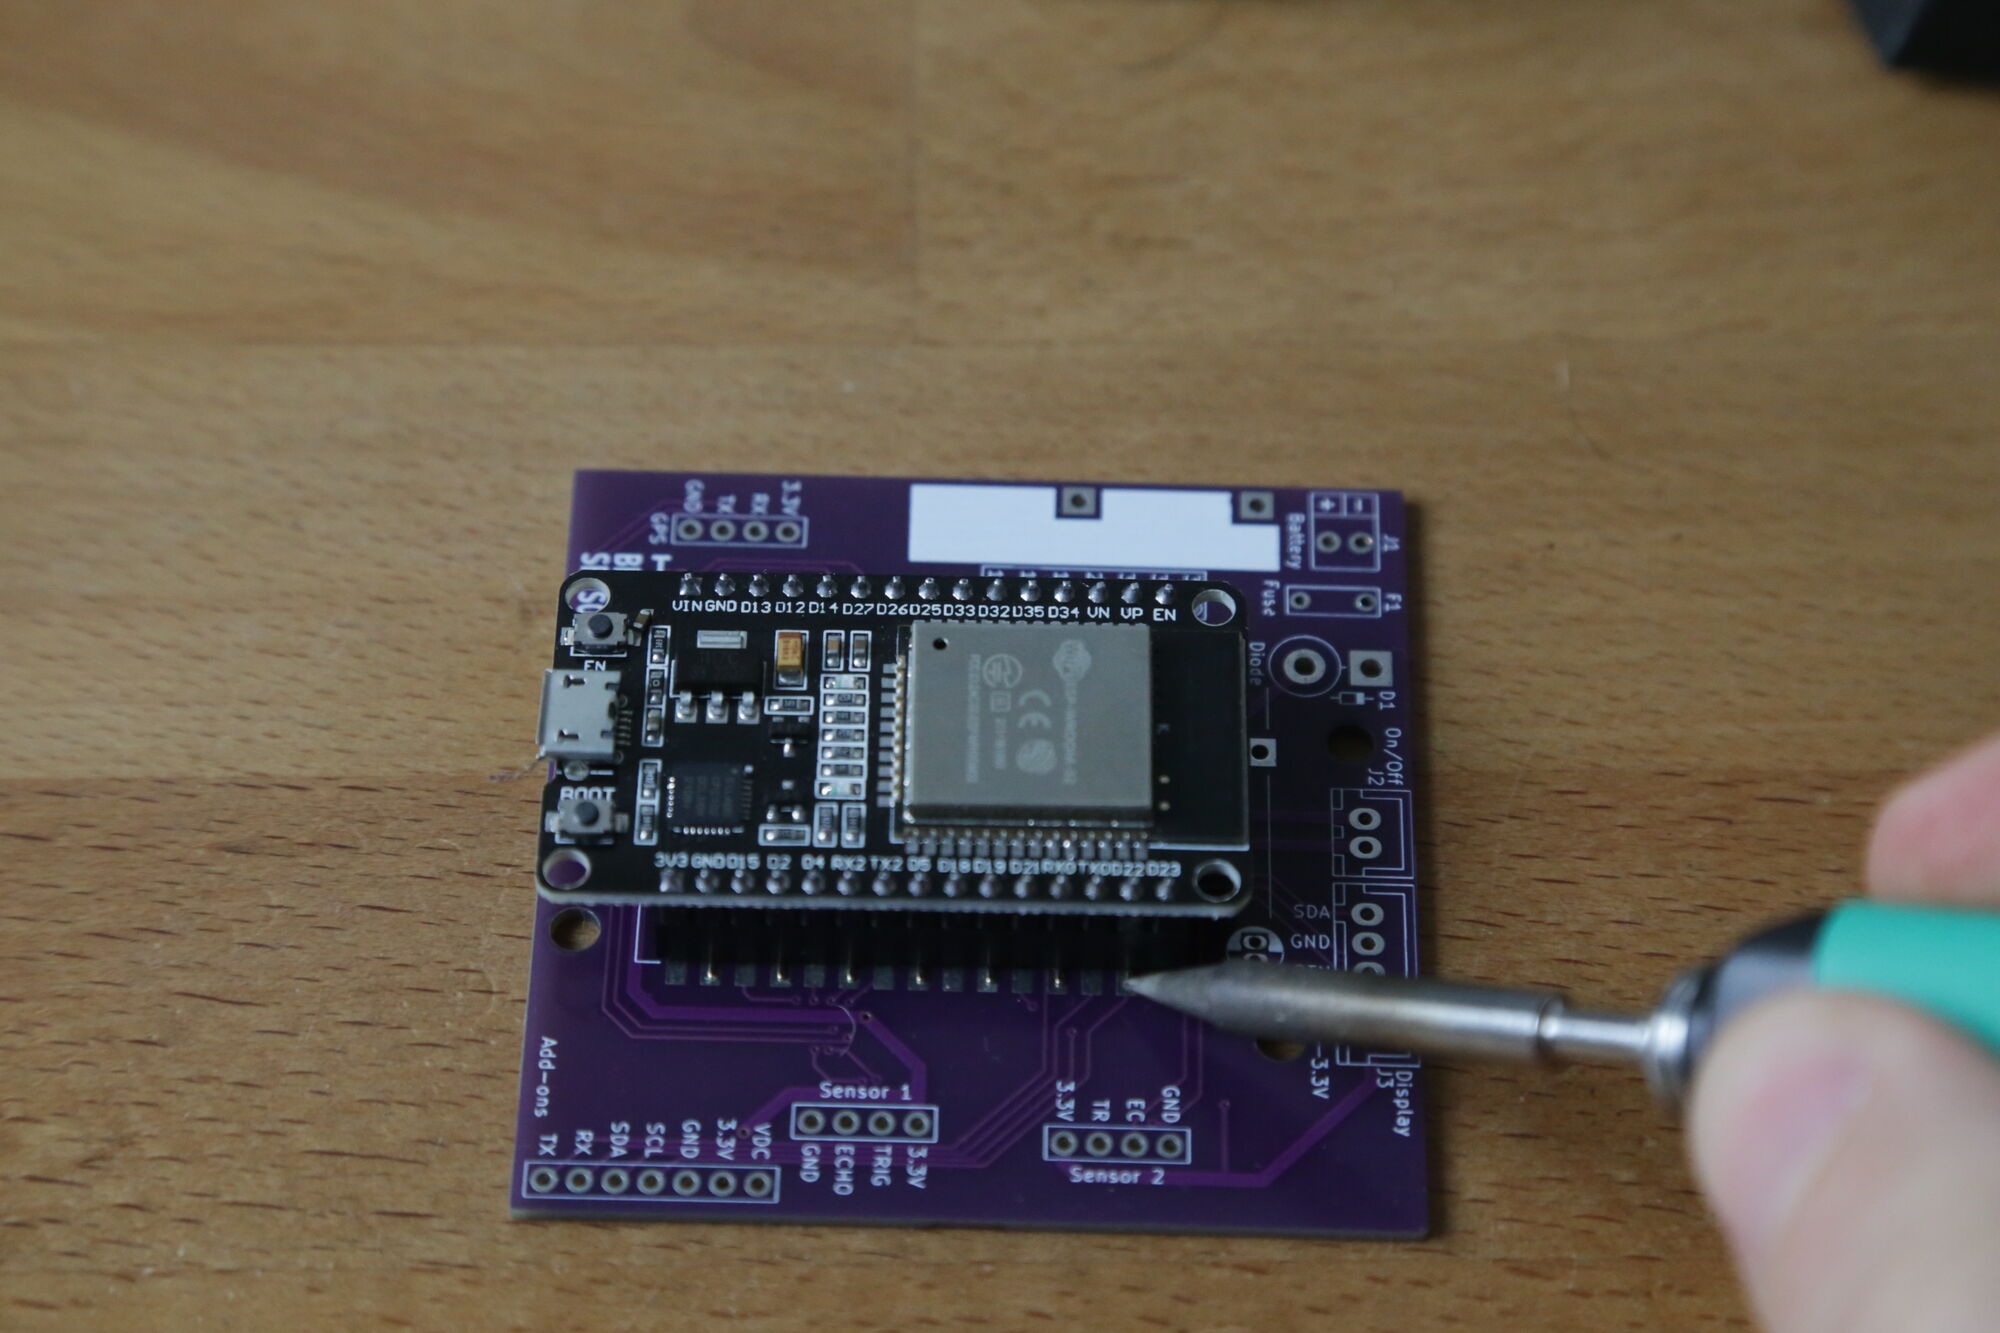 GND TX RX 3.3V
GPS
+ -
Battery
J1
Fuse
F1
Diode
D1
On/Off
J2
VIN GND D13 D12 D14 D27 D26 D25 D33 D32 D35 D34 VN VP EN
EN
BOOT
3V3 GND D15 D2 D4 RX2 TX2 D5 D18 D19 D21 RX0 TX0 D22 D23
SDA
GND
3.3V
J3
Display
Add-ons
TX RX SDA SCL GND 3.3V VDC
Sensor 1
GND ECHO TRIG 3.3V
3.3V TR EC GND
Sensor 2